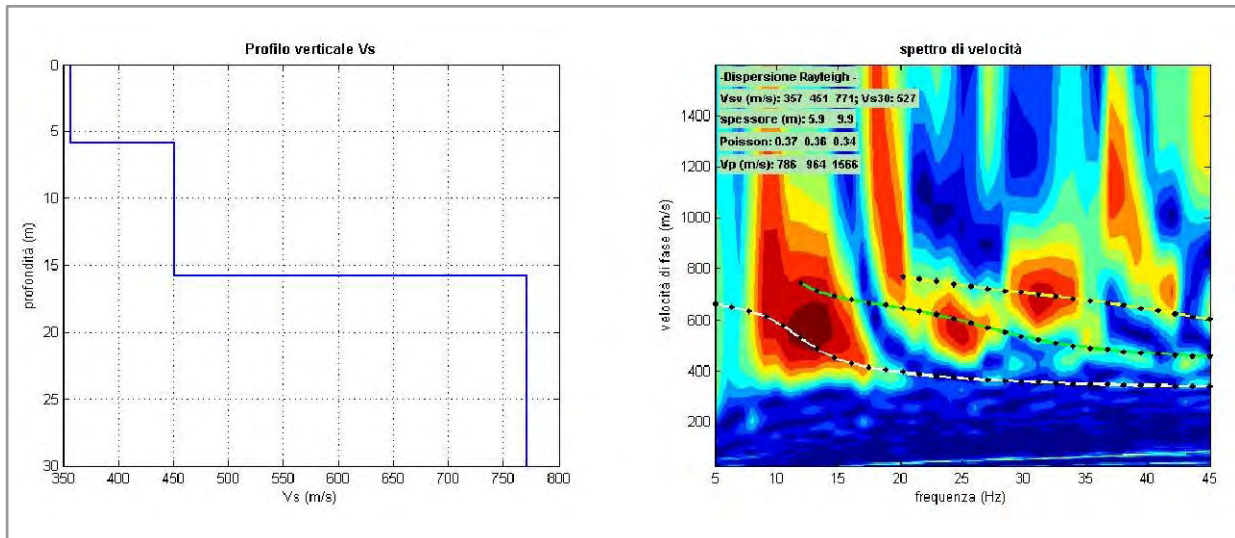 Profilo verticale Vs
0
5
10
15
20
25
30
profondità (m)
350 400 450 500 550 600 650 700 750 800
Vs (m/s)
spettro di velocità
-Dispersione Rayleigh -
Vsv (m/s): 357 451 771; Vs30: 527
spessore (m): 5.9 9.9
Poisson: 0.37 0.36 0.34
Vp (m/s): 786 964 1566
1400
1200
1000
800
600
400
200
velocità di fase (m/s)
5 10 15 20 25 30 35 40 45
frequenza (Hz)